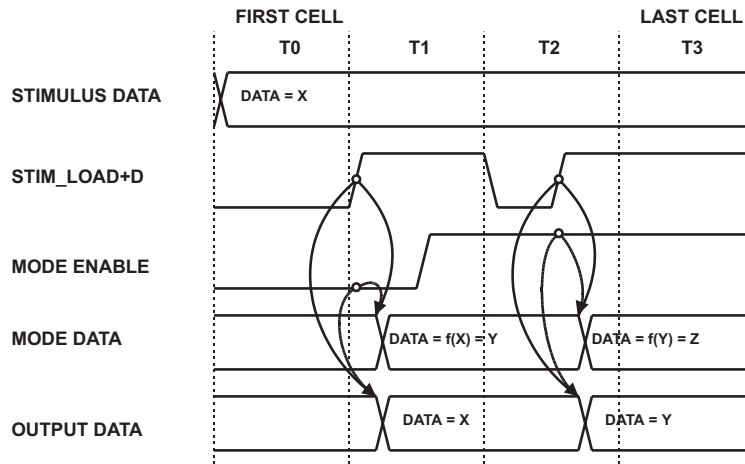 FIRST CELL LAST CELL
T0 T1 T2 T3
STIMULUS DATA DATA = X
STIM_LOAD+D
MODE ENABLE
MODE DATA DATA = f(X) = Y DATA = f(Y) = Z
OUTPUT DATA DATA = X DATA = Y